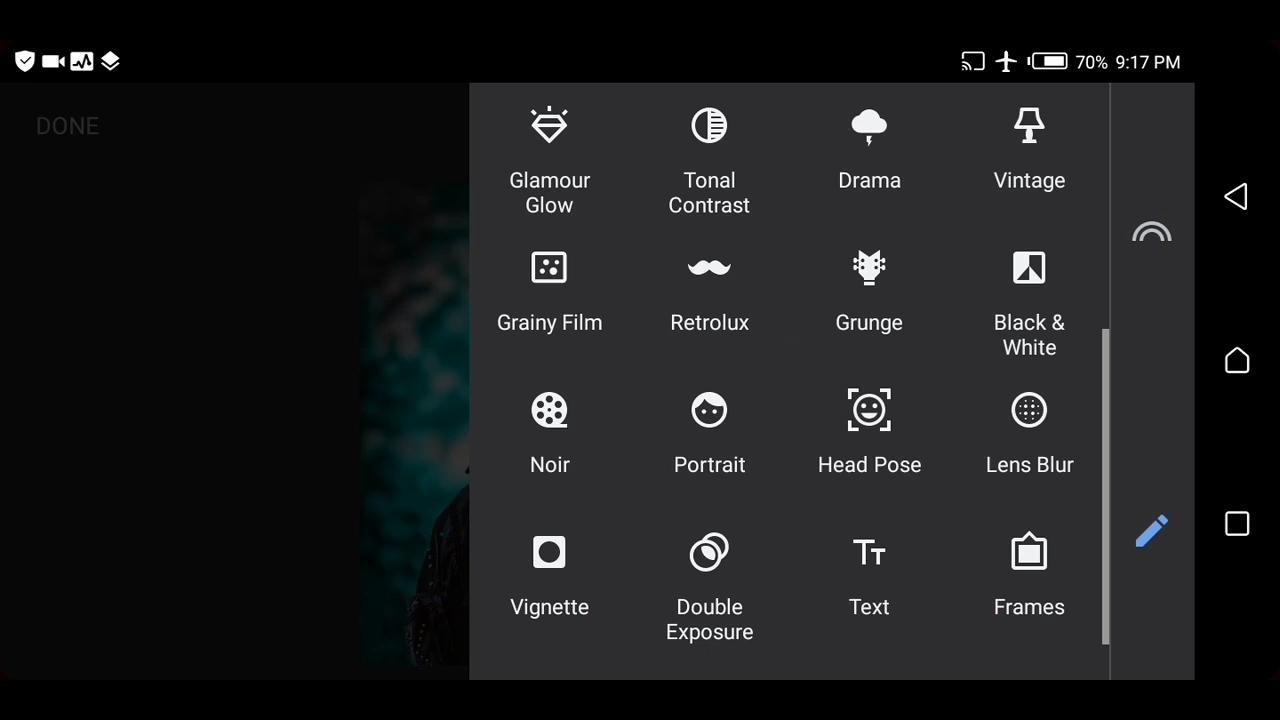 70% 9:17 PM
DONE
Glamour
Glow
Tonal
Contrast
Drama
Vintage
Grainy Film
Retrolux
Grunge
Black &
White
Noir
Portrait
Head Pose
Lens Blur
Vignette
Double
Exposure
Text
Frames